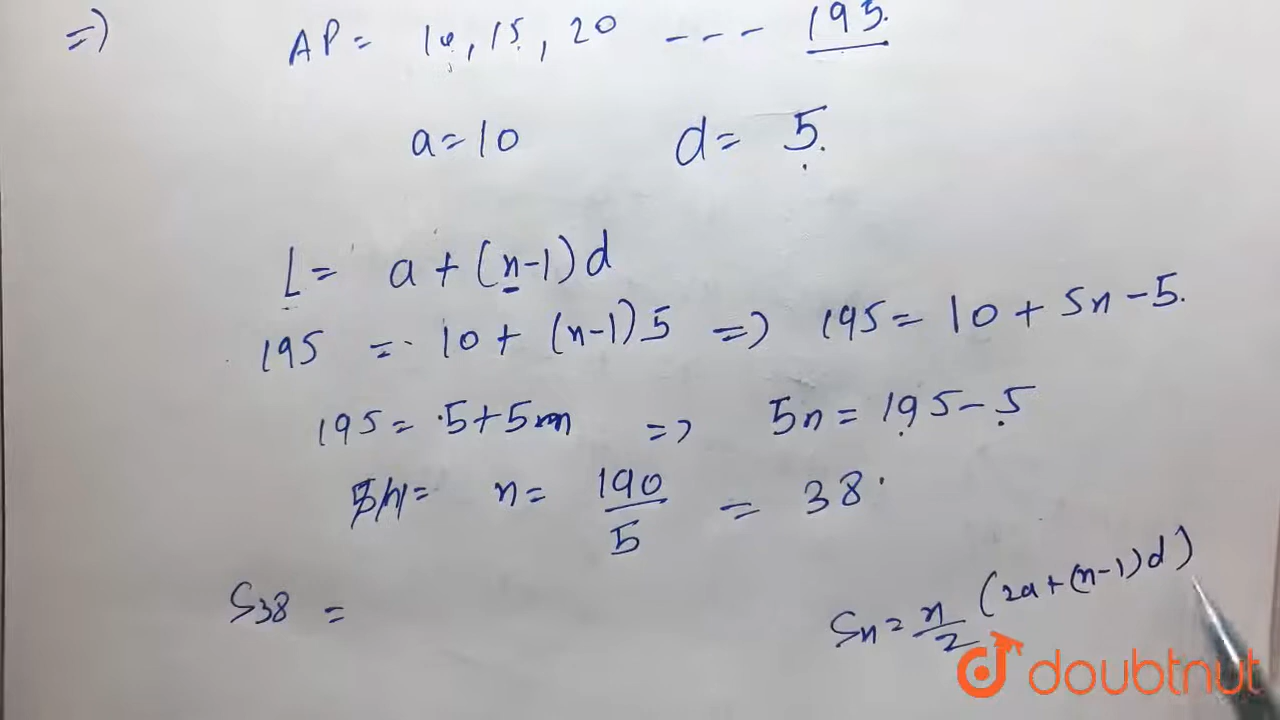 => AP = 10, 15, 20 --- 195.
a=10 d= 5.
L= a+(n-1)d
195 = 10+ (n-1)5 => 195= 10+5n-5.
195= 5+5n => 5n=195-5
5n= n= 190/5 = 38.
S38 =
Sn= n/2 (2a+(n-1)d)
doubtnut